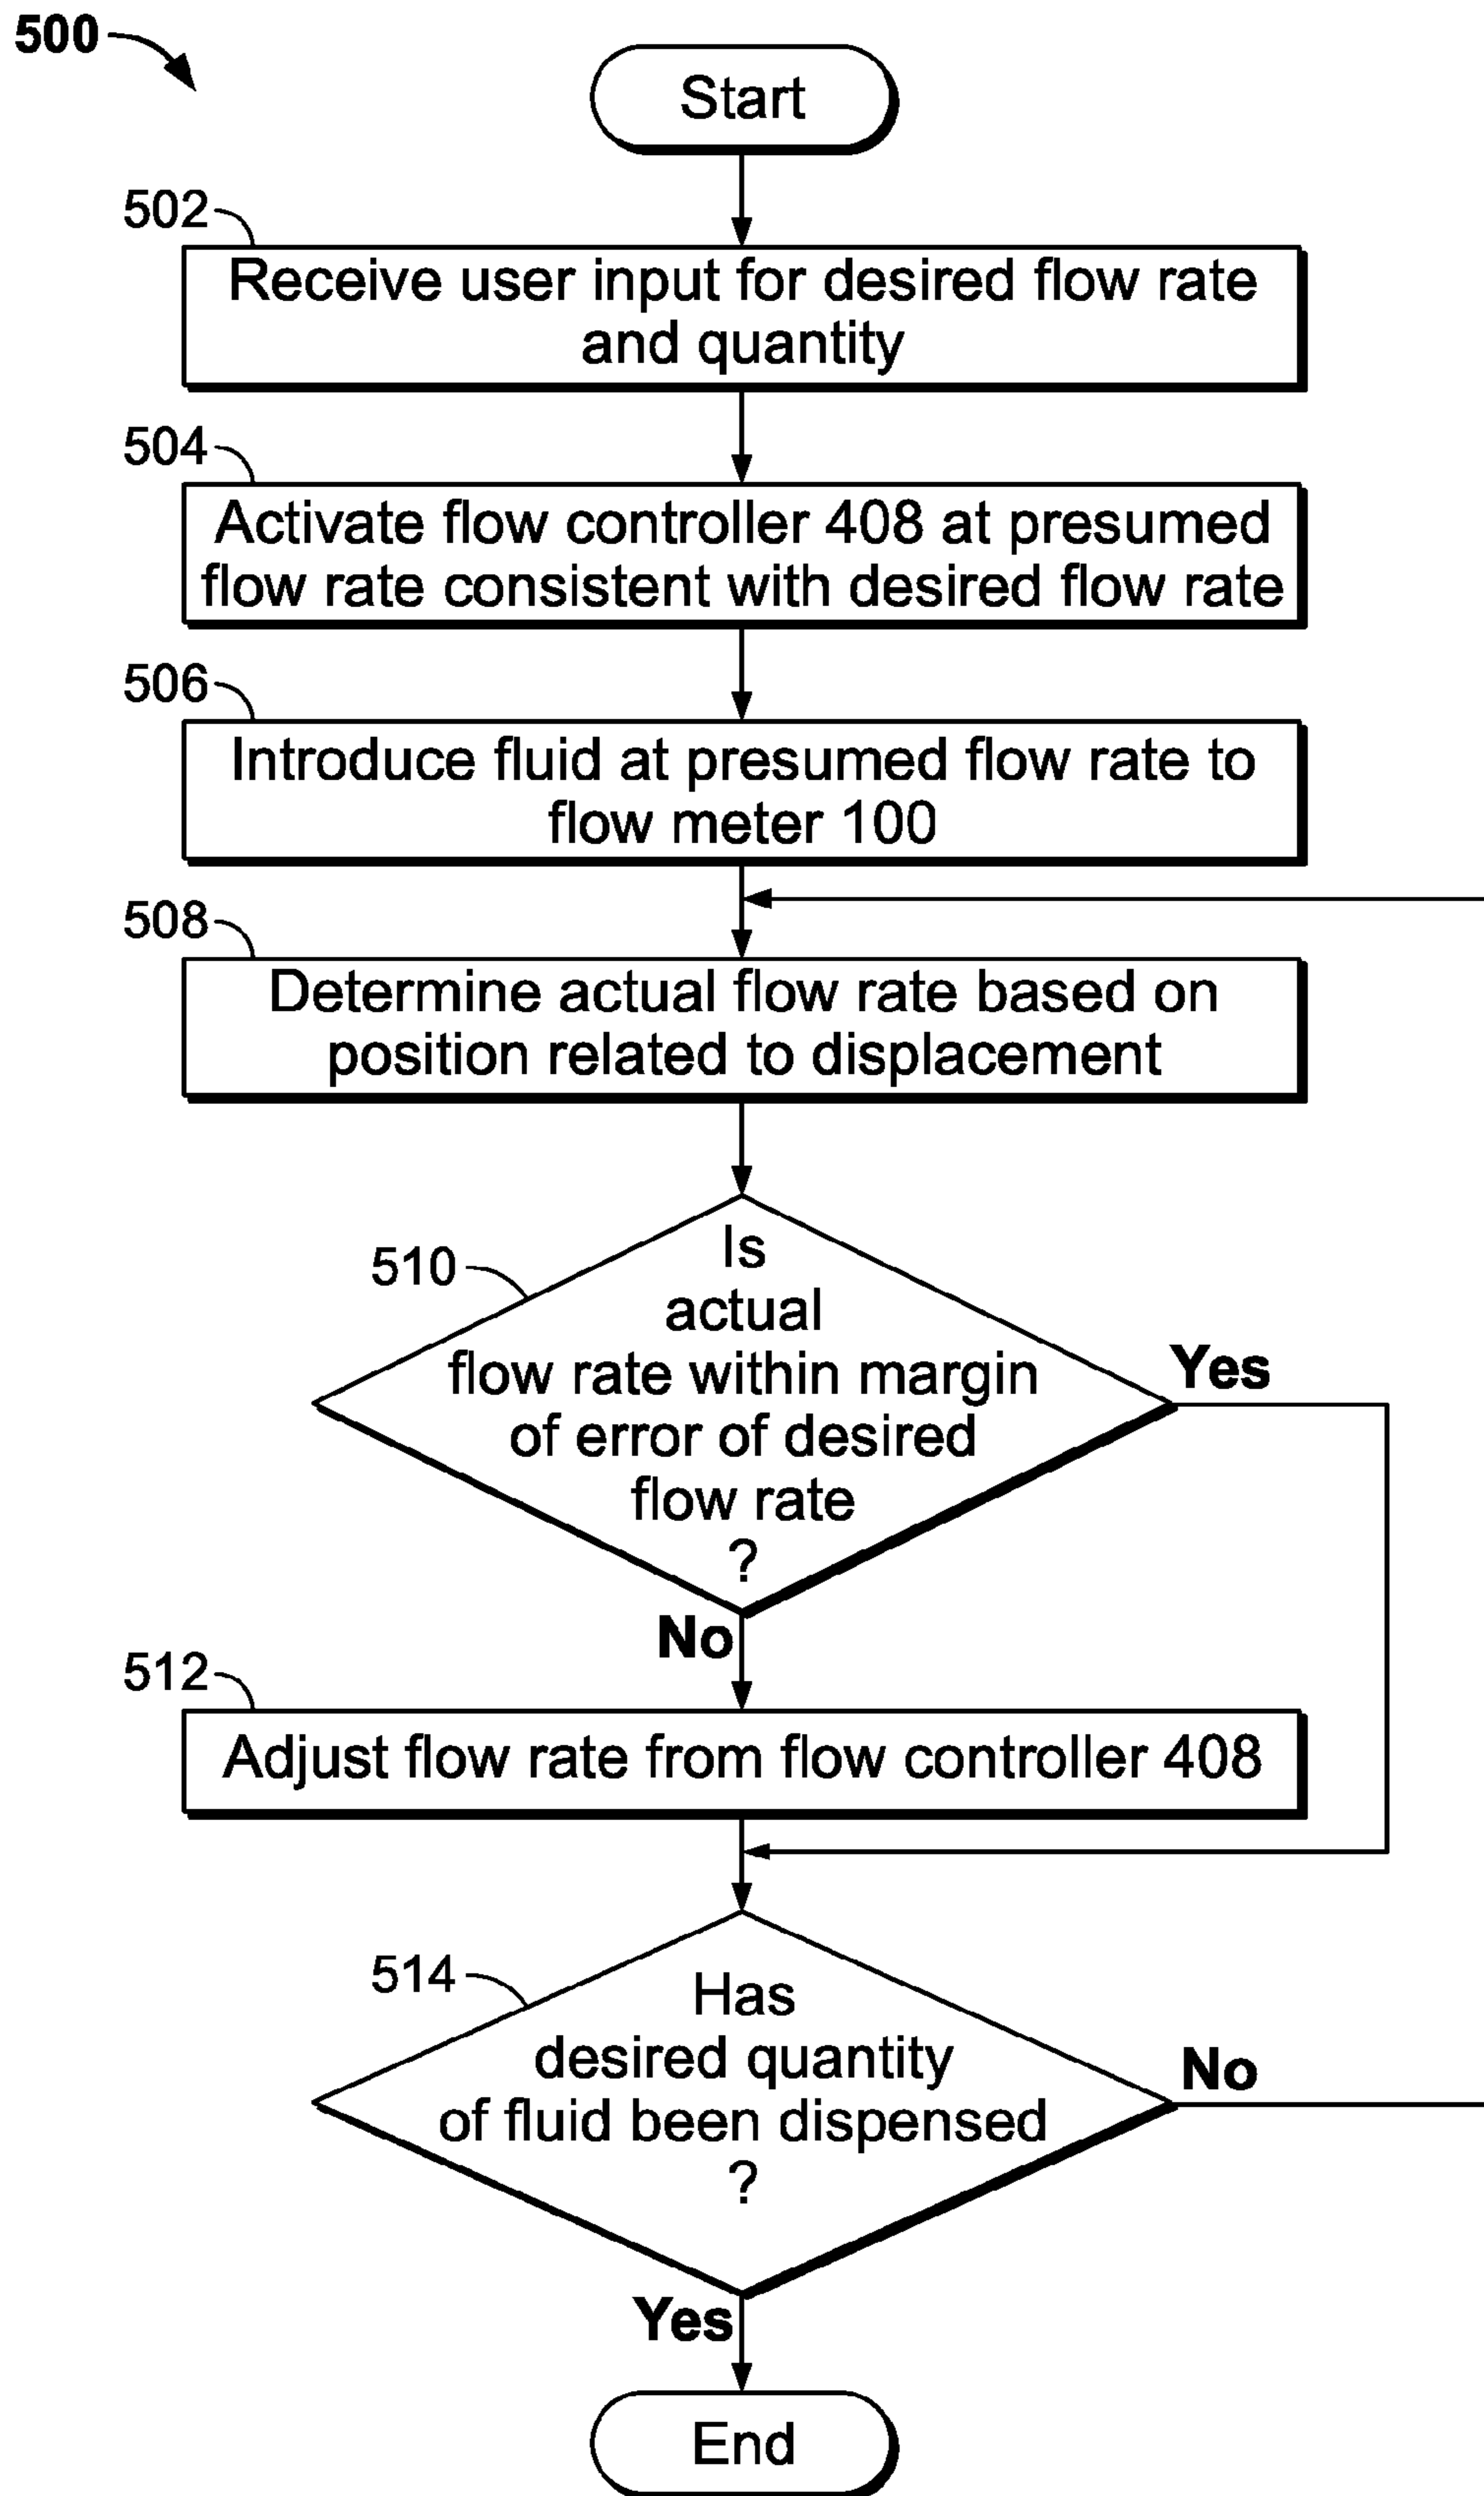 500
Start
502
Receive user input for desired flow rate
and quantity
504
Activate flow controller 408 at presumed
flow rate consistent with desired flow rate
506
Introduce fluid at presumed flow rate to
flow meter 100
508
Determine actual flow rate based on
position related to displacement
510
Is
actual
flow rate within margin
of error of desired
flow rate
?
Yes
No
512
Adjust flow rate from flow controller 408
514
Has
desired quantity
of fluid been dispensed
?
No
Yes
End